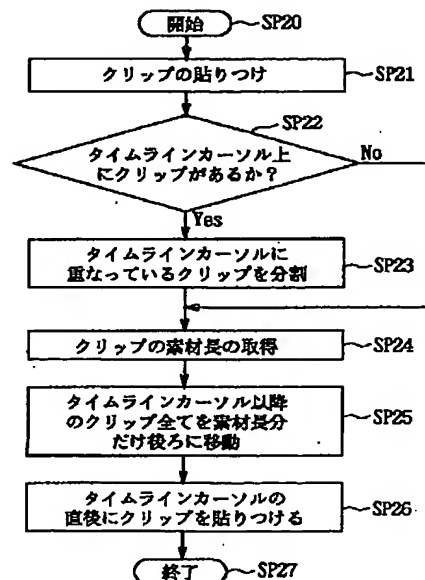 開始 SP20
クリップの貼りつけ SP21
SP22
タイムラインカーソル上 No
にクリップがあるか？
Yes
タイムラインカーソルに
重なっているクリップを分割 SP23
クリップの素材長の取得 SP24
タイムラインカーソル以降
のクリップ全てを素材長分 SP25
だけ後ろに移動
タイムラインカーソルの
直後にクリップを貼りつける SP26
終了 SP27